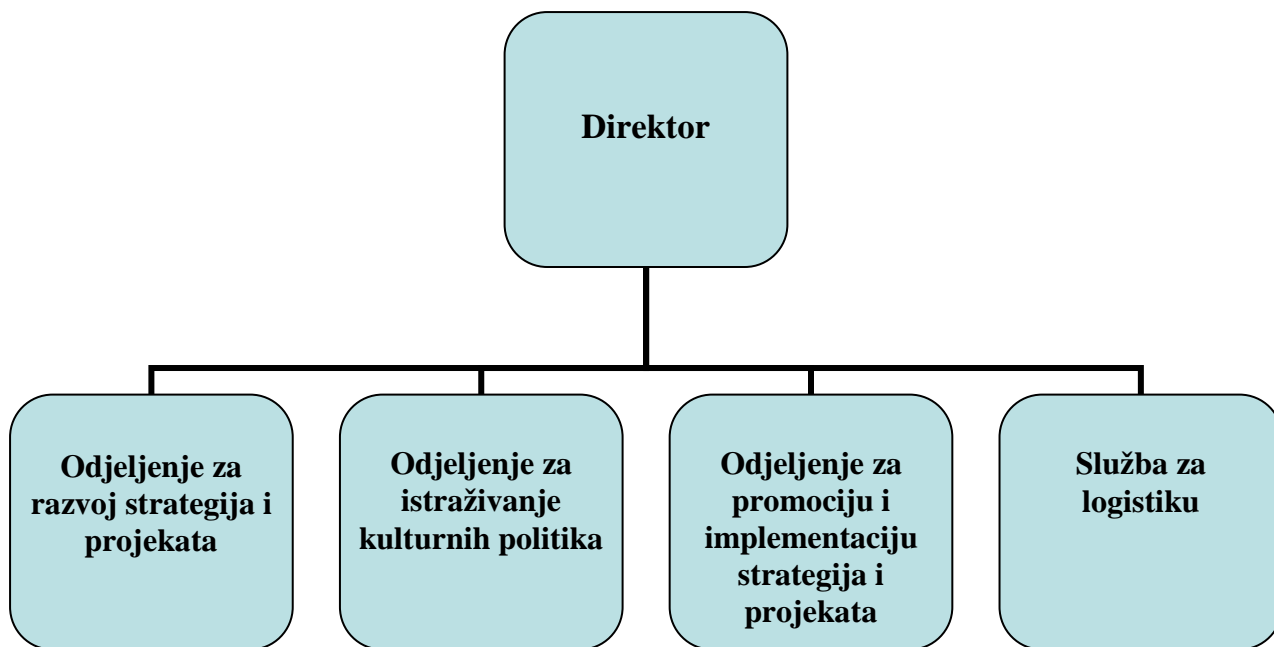 Direktor
Odjeljenje za
razvoj strategija i
projekata
Odjeljenje za
istraživanje
kulturnih politika
Odjeljenje za
promociju i
implementaciju
strategija i
projekata
Služba za
logistiku